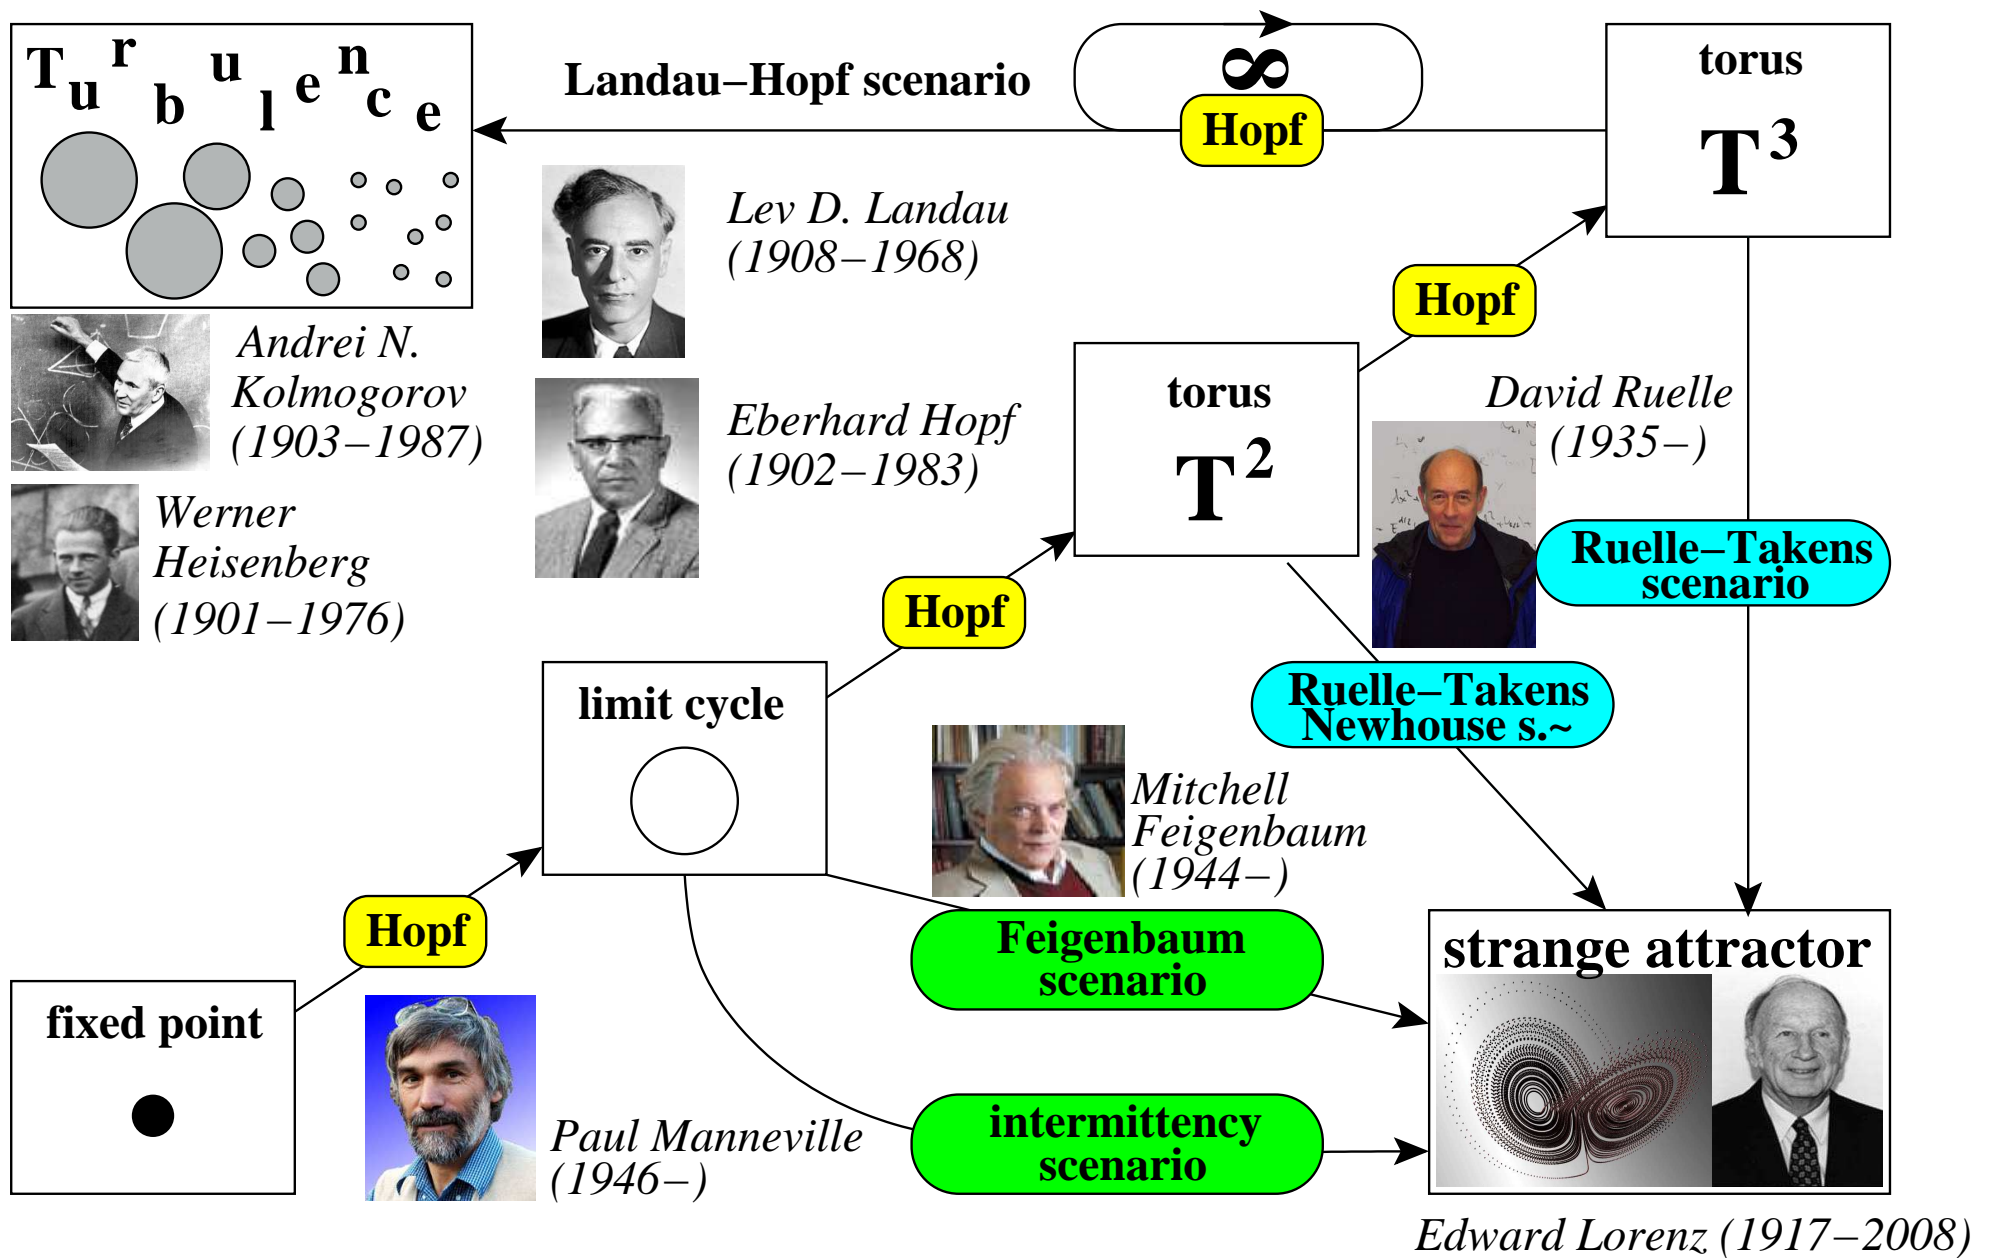 Turbulence
Landau–Hopf scenario
∞
Hopf
torus
T³
Lev D. Landau
(1908–1968)
Hopf
Andrei N.
Kolmogorov
(1903–1987)
Eberhard Hopf
(1902–1983)
torus
T²
David Ruelle
(1935–)
Werner
Heisenberg
(1901–1976)
Hopf
Ruelle–Takens
scenario
limit cycle
Ruelle–Takens
Newhouse s.~
Mitchell
Feigenbaum
(1944–)
Hopf
Feigenbaum
scenario
strange attractor
fixed point
Paul Manneville
(1946–)
intermittency
scenario
Edward Lorenz (1917–2008)